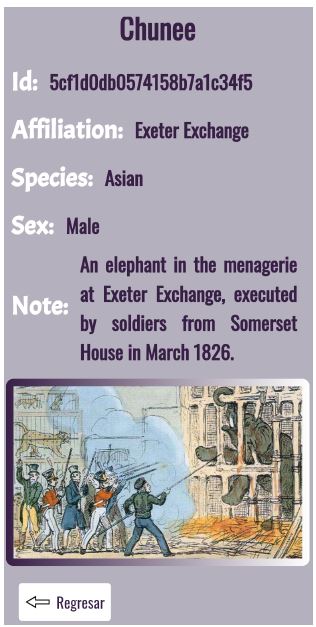 Chunee
Id: 5cf1d0db0574158b7a1c34f5
Affiliation: Exeter Exchange
Species: Asian
Sex: Male
Note: An elephant in the menagerie
at Exeter Exchange, executed
by soldiers from Somerset
House in March 1826.
Regresar